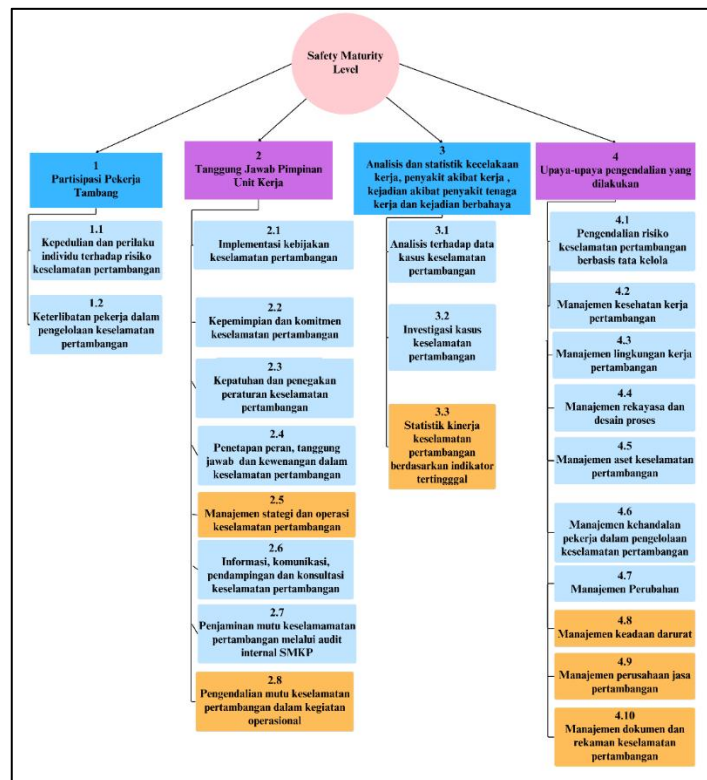 Safety Maturity
Level
1
Partisipasi Pekerja
Tambang
1.1
Kepedulian dan perilaku
individu terhadap risiko
keselamatan pertambangan
1.2
Keterlibatan pekerja dalam
pengelolaan keselamatan
pertambangan
2
Tanggung Jawab Pimpinan
Unit Kerja
2.1
Implementasi kebijakan
keselamatan pertambangan
2.2
Kepemimpian dan komitmen
keselamatan pertambangan
2.3
Kepatuhan dan penegakan
peraturan keselamatan
pertambangan
2.4
Penetapan peran, tanggung
jawab dan kewenangan dalam
keselamatan pertambangan
2.5
Manajemen stategi dan operasi
keselamatan pertambangan
2.6
Informasi, komunikasi,
pendampingan dan konsultasi
keselamatan pertambangan
2.7
Penjaminan mutu keselamamatan
pertambangan melalui audit
internal SMKP
2.8
Pengendalian mutu keselamatan
pertambangan dalam kegiatan
operasional
3
Analisis dan statistik kecelakaan
kerja, penyakit akibat kerja ,
kejadian akibat penyakit tenaga
kerja dan kejadian berbahaya
3.1
Analisis terhadap data
kasus keselamatan
pertambangan
3.2
Investigasi kasus
keselamatan
pertambangan
3.3
Statistik kinerja
keselamatan
pertambangan
berdasarkan indikator
tertingggal
4
Upaya-upaya pengendalian yang
dilakukan
4.1
Pengendalian risiko
keselamatan pertambangan
berbasis tata kelola
4.2
Manajemen kesehatan kerja
pertambangan
4.3
Manajemen lingkungan kerja
pertambangan
4.4
Manajemen rekayasa dan
desain proses
4.5
Manajemen aset keselamatan
pertambangan
4.6
Manajemen kehandalan
pekerja dalam pengelolaan
keselamatan pertambangan
4.7
Manajemen Perubahan
4.8
Manajemen keadaan darurat
4.9
Manajemen perusahaan jasa
pertambangan
4.10
Manajemen dokumen dan
rekaman keselamatan
pertambangan